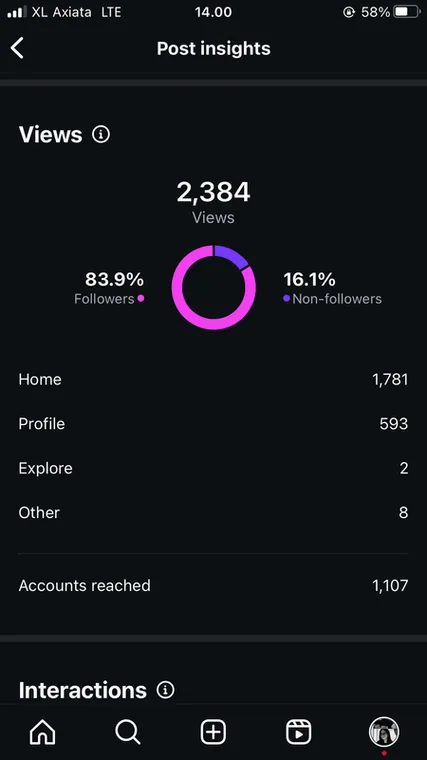 XL Axiata LTE 14.00 58%
Post insights
Views
2,384
Views
83.9% 16.1%
Followers Non-followers
Home 1,781
Profile 593
Explore 2
Other 8
Accounts reached 1,107
Interactions